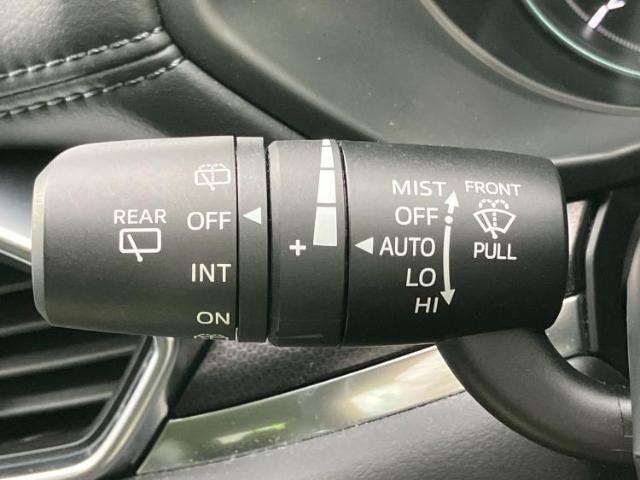 REAR
OFF
INT
ON
+
MIST
OFF
AUTO
LO
HI
FRONT
PULL